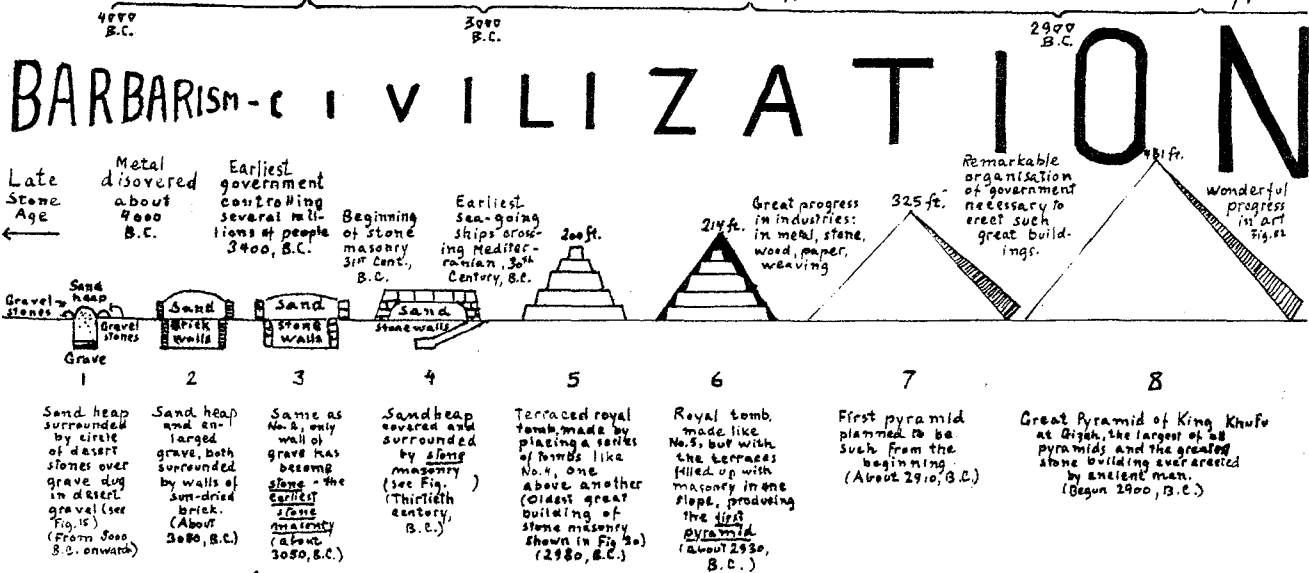 4000
B.C.
3000
B.C.
2900
B.C.
BARBARISM - CIVILIZATION
Late
Stone
Age
Metal
disovered
about
4000
B.C.
Earliest
government
controlling
several mil-
lions of people
3400, B.C.
Beginning
of stone
masonry
31st Cent.,
B.C.
Earliest
sea-going
ships cross-
ing Mediter-
ranian, 30th
Century, B.C.
200 ft.
214 ft.
Great progress
in industries:
in metal, stone,
wood, paper,
weaving
325 ft.
Remarkable
organisation
of government
necessary to
erect such
great build-
ings.
481 ft.
Wonderful
progress
in art
Fig. 82
Gravel
stones
Sand
heap
Gravel
stones
Grave
Sand
Brick
walls
Sand
Stone
walls
Sand
Stone walls
1
2
3
4
5
6
7
8
Sand heap
surrounded
by circle
of desert
stones over
grave dug
in desert
gravel (see
Fig. 15)
(From 5000
B.C. onward)
Sand heap
and en-
larged
grave, both
surrounded
by walls of
sun-dried
brick.
(About
3080, B.C.)
Same as
No. 2, only
wall of
grave has
become
stone - the
earliest
stone
masonry
(about
3050, B.C.)
Sandheap
covered and
surrounded
by stone
masonry
(see Fig. )
(Thirtieth
century,
B.C.)
Terraced royal
tomb, made by
placing a series
of tombs like
No. 4, one
above another
(Oldest great
building of
stone masonry
shown in Fig 30)
(2980, B.C.)
Royal tomb,
made like
No. 5, but with
the terraces
filled up with
masonry in the
slope, producing
the first
pyramid
(about 2930,
B.C.)
First pyramid
planned to be
such from the
beginning.
(About 2910, B.C.)
Great Pyramid of King Khufu
at Gizeh, the largest of all
pyramids and the greatest
stone building ever erected
by ancient man.
(Begun 2900, B.C.)